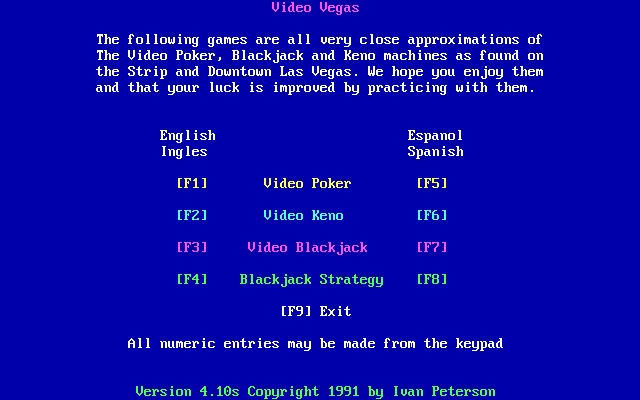 Video Vegas
The following games are all very close approximations of
The Video Poker, Blackjack and Keno machines as found on
the Strip and Downtown Las Vegas. We hope you enjoy them
and that your luck is improved by practicing with them.
English Espanol
Ingles Spanish
[F1] Video Poker [F5]
[F2] Video Keno [F6]
[F3] Video Blackjack [F7]
[F4] Blackjack Strategy [F8]
[F9] Exit
All numeric entries may be made from the keypad
Version 4.10s Copyright 1991 by Ivan Peterson